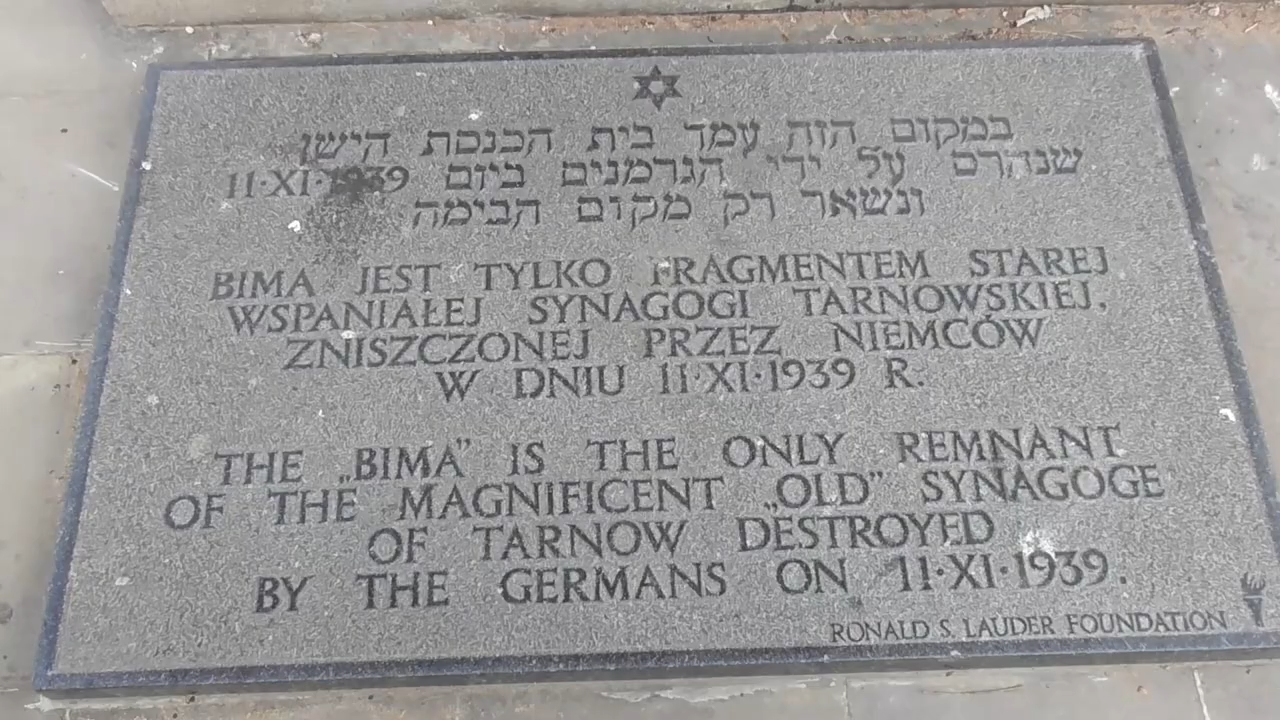 במקום הזה עמד בית הכנסת הישן
שנהרס על ידי הגרמנים ביום 11·XI·1939
ונשאר רק מקום הבימה
BIMA JEST TYLKO FRAGMENTEM STAREJ
WSPANIAŁEJ SYNAGOGI TARNOWSKIEJ,
ZNISZCZONEJ PRZEZ NIEMCÓW
W DNIU 11·XI·1939 R.
THE „BIMA” IS THE ONLY REMNANT
OF THE MAGNIFICENT „OLD” SYNAGOGE
OF TARNOW DESTROYED
BY THE GERMANS ON 11·XI·1939.
RONALD S. LAUDER FOUNDATION